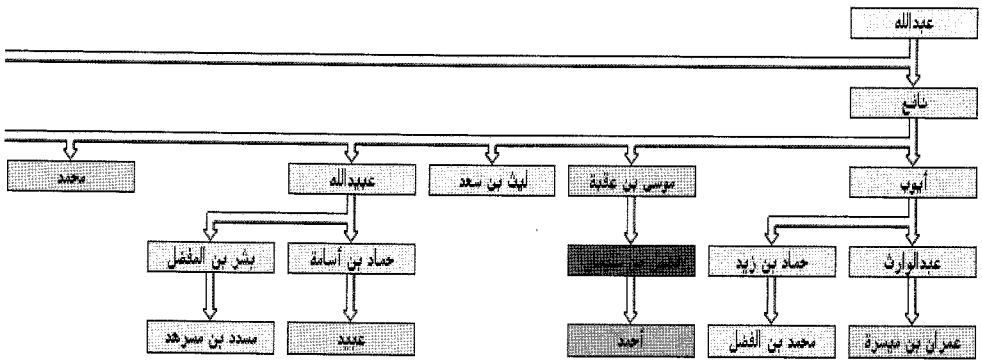 عبدالله
نافع
أيوب
موسى بن عقبة
ليث بن سعد
عبيدالله
محمد
عبدالوارث
حماد بن زيد
حماد بن أسامة
بشر بن المفضل
عمران بن ميسرة
محمد بن الفضل
أحمد
عبيد
مسدد بن مسرهد